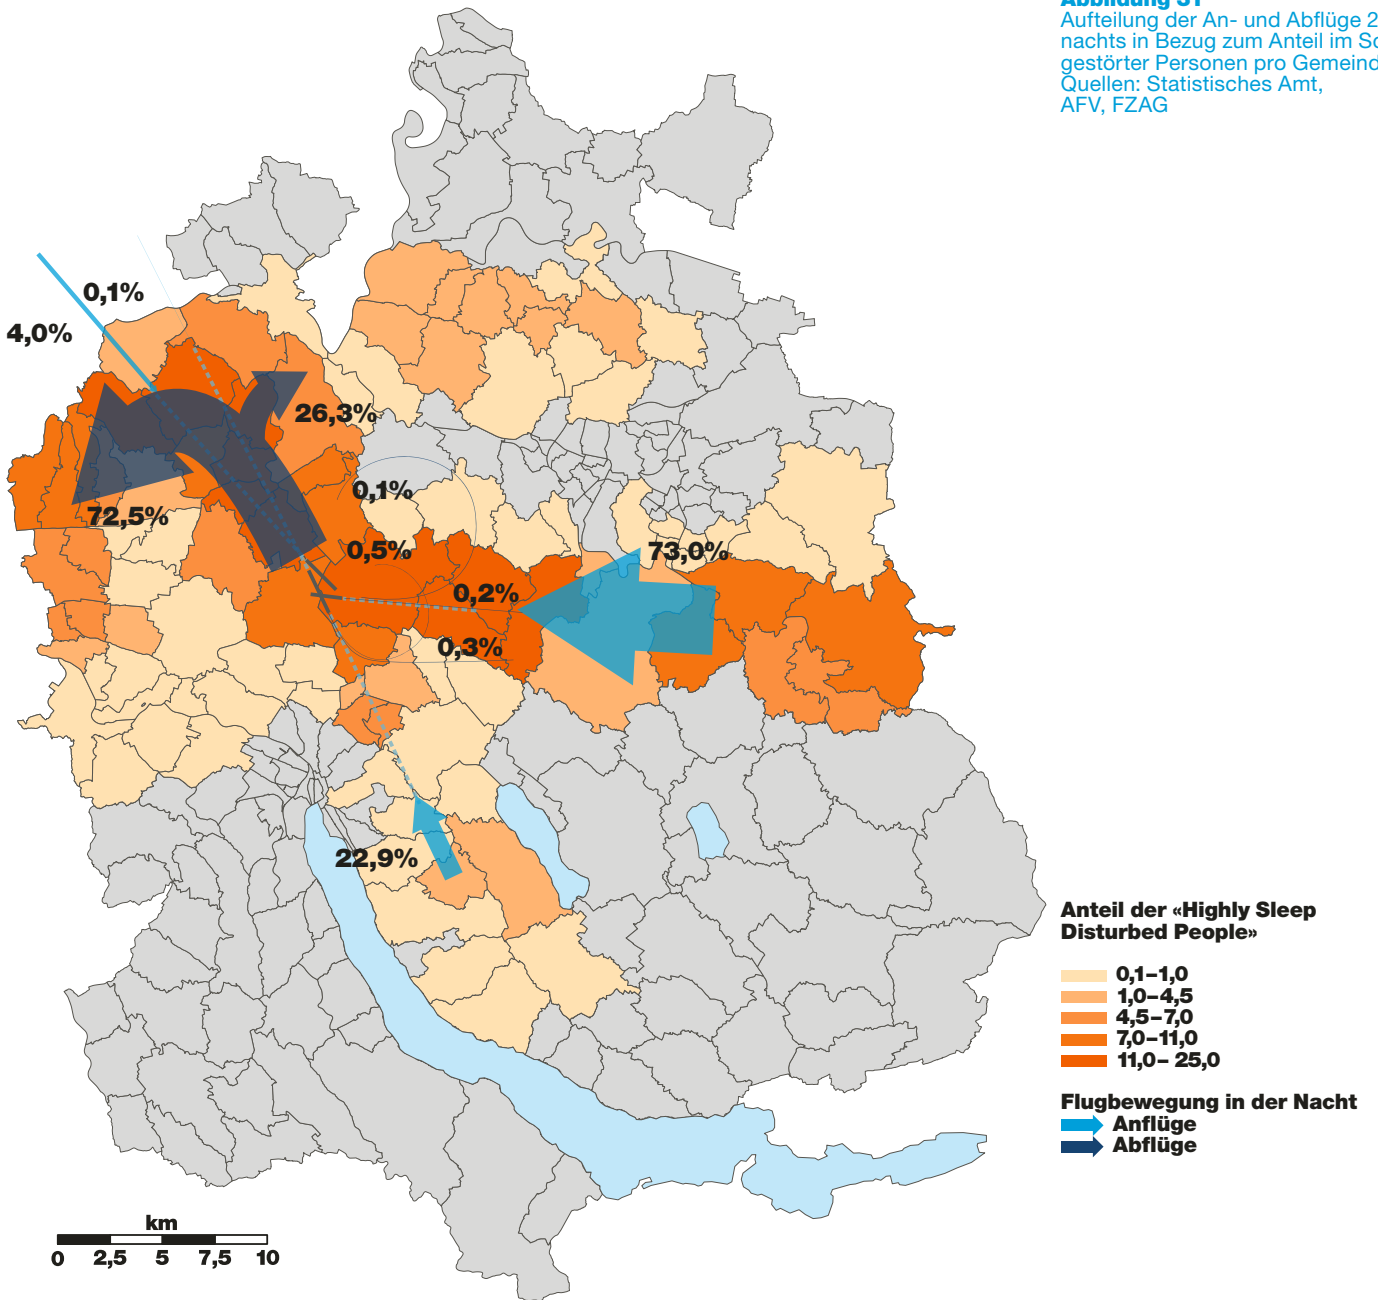 Abbildung 31
Aufteilung der An- und Abflüge 2
nachts in Bezug zum Anteil im
gestörter Personen pro
Quellen: Statistisches Amt,
AFV, FZAG
0,1%
4,0%
26,3%
0,1%
72,5%
0,5%
73,0%
0,2%
0,3%
22,9%
Anteil der «Highly Sleep
Disturbed People»
0,1–1,0
1,0–4,5
4,5–7,0
7,0–11,0
11,0– 25,0
Flugbewegung in der Nacht
Anflüge
Abflüge
km
0 2,5 5 7,5 10